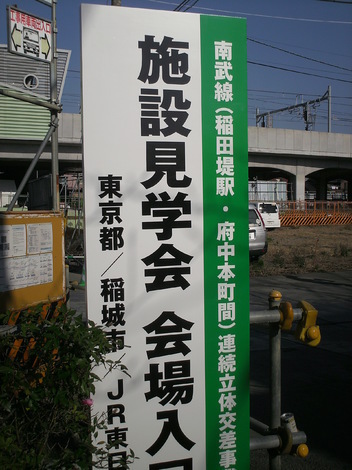 南武線（稲田堤駅・府中本町間）連続立体交差事
施設見学会 会場入口
東京都／稲城市／JR東日